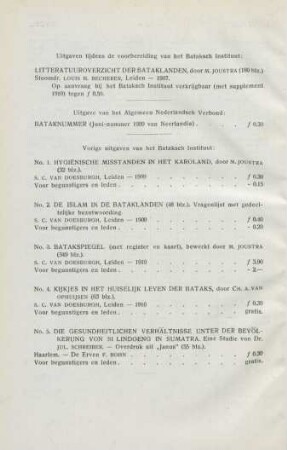 Uitgaven tijdens de voorbereiding van het Bataksch Instituut:
LITTERATUUROVERZICHT DER BATAKLANDEN, door M. JOUSTRA (180 blz.)
Stoomdr. LOUIS H. BECHERER, Leiden — 1907.
Op aanvraag bij het Bataksch Instituut verkrijgbaar (met supplement
1910) tegen f 0.50.
Uitgave van het Algemeen Nederlandsch Verbond:
BATAKNUMMER (Juni-nummer 1909 van Neerlandia) . . . . f 0.30
Vorige uitgaven van het Bataksch Instituut:
No. 1. HYGIËNISCHE MISSTANDEN IN HET KAROLAND, door M. JOUSTRA
(32 blz.).
S. C. VAN DOESBURGH, Leiden — 1909 . . . . f 0.30
Voor begunstigers en leden . . . . - 0.15
No. 2. DE ISLAM IN DE BATAKLANDEN (48 blz.). Vragenlijst met gedeel-
telijke beantwoording
S. C. VAN DOESBURGH, Leiden — 1909 . . . . f 0.40
Voor begunstigers en leden . . . . - 0.20
No. 3. BATAKSPIEGEL (met register en kaart), bewerkt door M. JOUSTRA
(349 blz.).
S. C. VAN DOESBURGH, Leiden — 1910 . . . . f 3.00
Voor begunstigers en leden . . . . - 2.—
No. 4. KIJKJES IN HET HUISELIJK LEVEN DER BATAKS, door CH. A. VAN
OPHUIJSEN (63 blz.).
S. C. VAN DOESBURGH, Leiden — 1910 . . . .
Voor begunstigers en leden . . . . gratis.
No. 5. DIE GESUNDHEITLICHEN VERHÄLTNISSE UNTER DER BEVÖL-
KERUNG VON SI LINDOENG IN SUMATRA. Eine Studie von Dr.
JUL. SCHREIBER. — Overdruk uit „Janus" (35 blz.).
Haarlem. — De Erven F. BOHN . . . . f 0.30
Voor begunstigers en leden . . . . gratis.